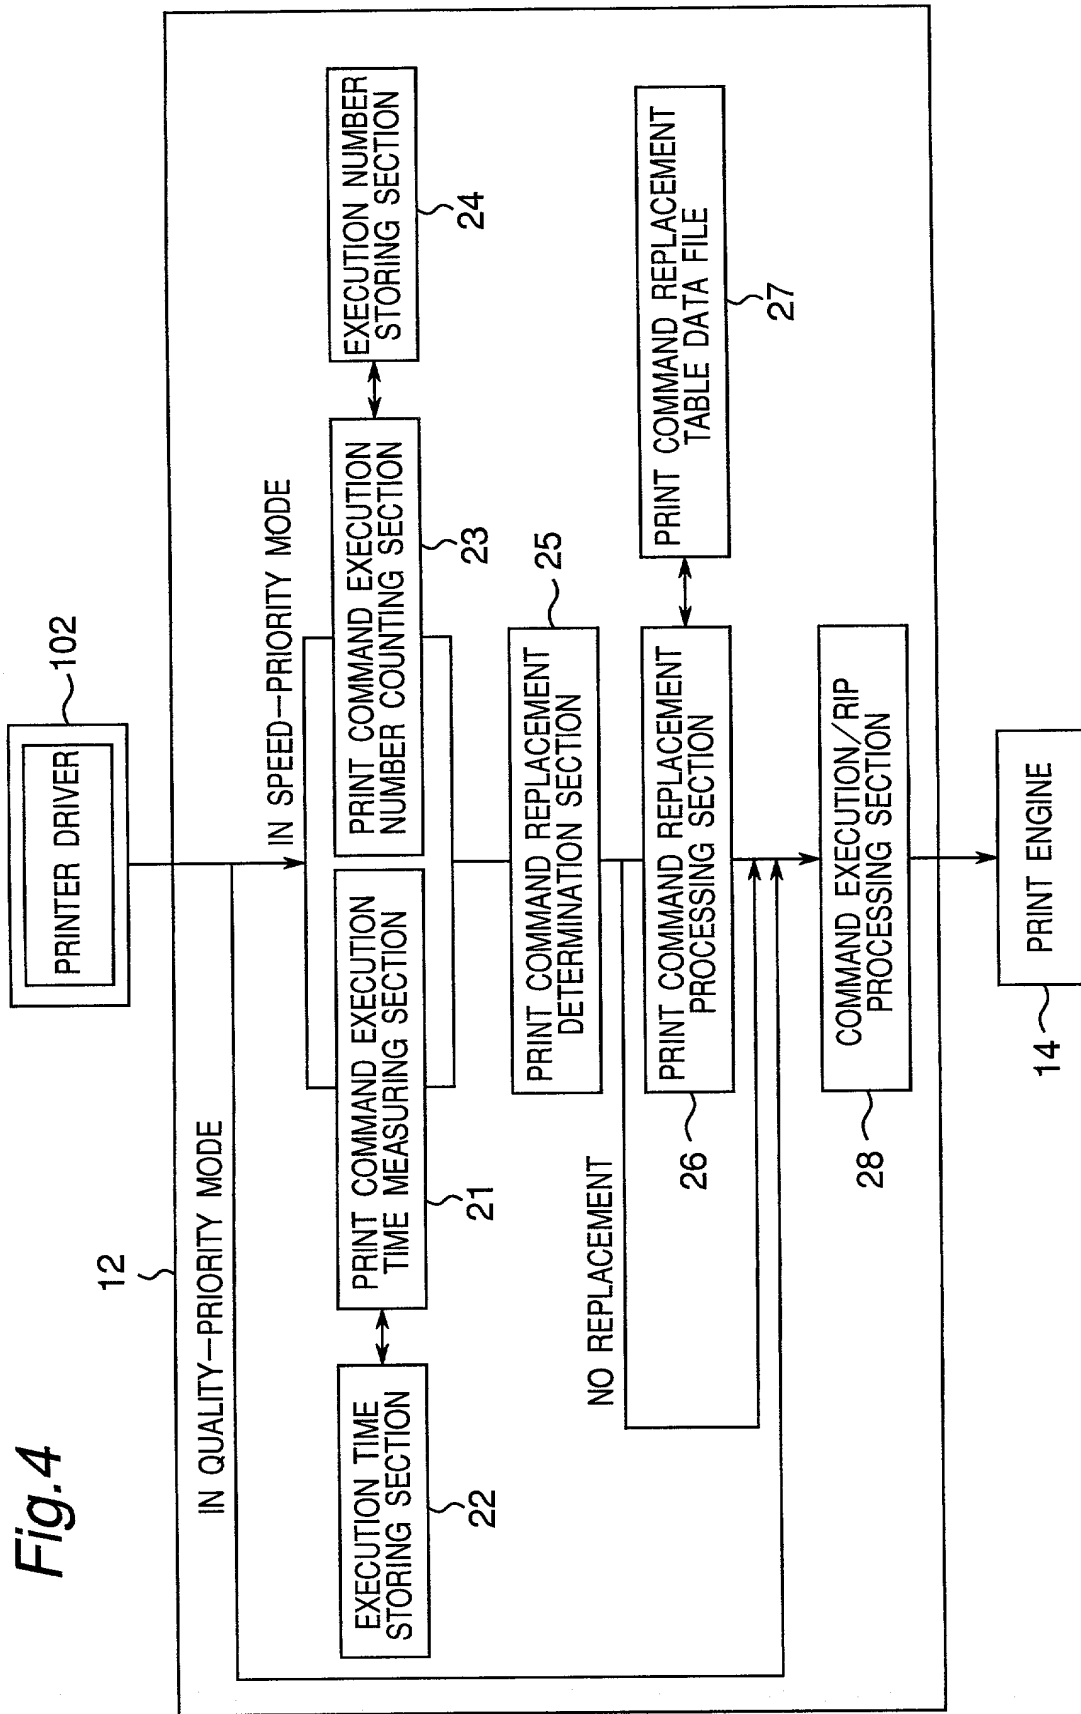 Fig.4
PRINTER DRIVER
102
12
IN QUALITY-PRIORITY MODE
IN SPEED-PRIORITY MODE
EXECUTION TIME
STORING SECTION
22
PRINT COMMAND EXECUTION
TIME MEASURING SECTION
21
PRINT COMMAND EXECUTION
NUMBER COUNTING SECTION
23
EXECUTION NUMBER
STORING SECTION
24
PRINT COMMAND REPLACEMENT
DETERMINATION SECTION
25
NO REPLACEMENT
PRINT COMMAND REPLACEMENT
PROCESSING SECTION
26
PRINT COMMAND REPLACEMENT
TABLE DATA FILE
27
COMMAND EXECUTION/RIP
PROCESSING SECTION
28
PRINT ENGINE
14